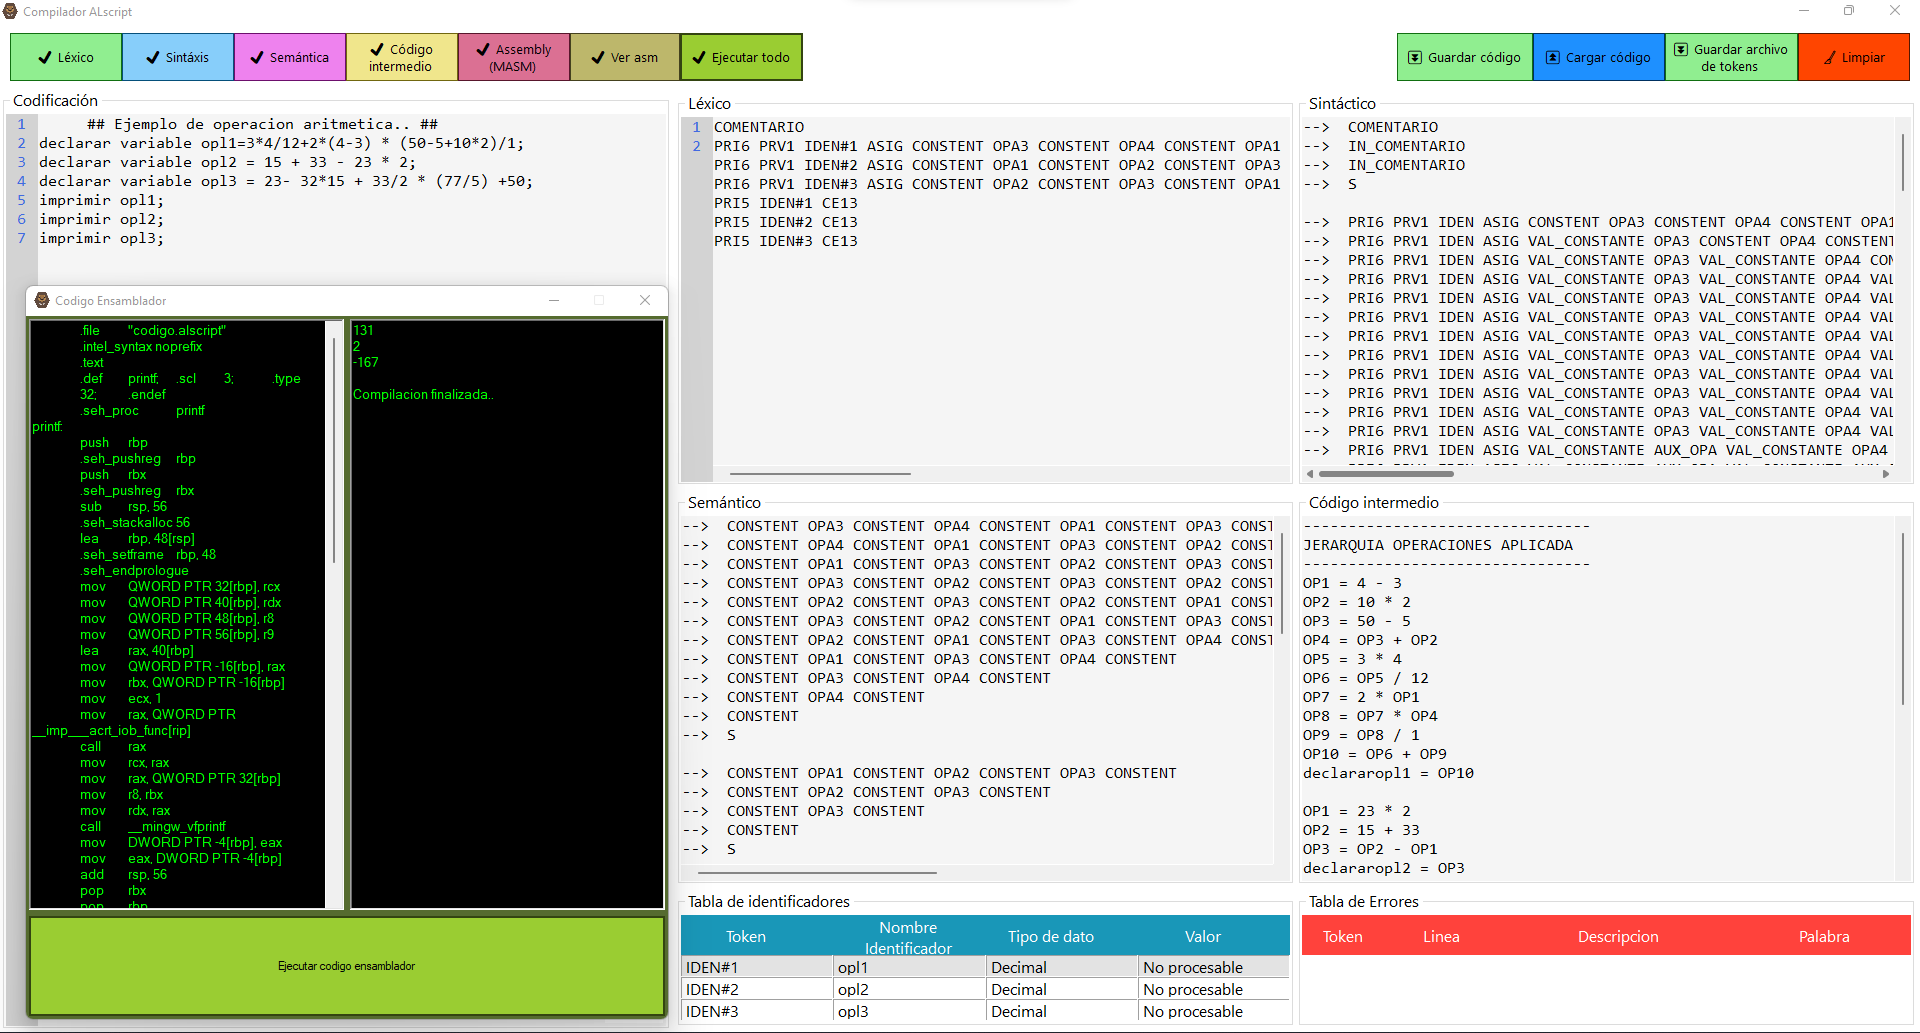 Compilador ALscript
Léxico
Sintáxis
Semántica
Código
intermedio
Assembly
(MASM)
Ver asm
Ejecutar todo
Guardar código
Cargar código
Guardar archivo
de tokens
Limpiar
Codificación
1 ## Ejemplo de operacion aritmetica.. ##
2 declarar variable opl1=3*4/12+2*(4-3) * (50-5+10*2)/1;
3 declarar variable opl2 = 15 + 33 - 23 * 2;
4 declarar variable opl3 = 23- 32*15 + 33/2 * (77/5) +50;
5 imprimir opl1;
6 imprimir opl2;
7 imprimir opl3;
Codigo Ensamblador
.file "codigo.alscript"
.intel_syntax noprefix
.text
.def printf; .scl 3; .type
32; .endef
.seh_proc printf
printf:
push rbp
.seh_pushreg rbp
push rbx
.seh_pushreg rbx
sub rsp, 56
.seh_stackalloc 56
lea rbp, 48[rsp]
.seh_setframe rbp, 48
.seh_endprologue
mov QWORD PTR 32[rbp], rcx
mov QWORD PTR 40[rbp], rdx
mov QWORD PTR 48[rbp], r8
mov QWORD PTR 56[rbp], r9
lea rax, 40[rbp]
mov QWORD PTR -16[rbp], rax
mov rbx, QWORD PTR -16[rbp]
mov ecx, 1
mov rax, QWORD PTR
__imp___acrt_iob_func[rip]
call rax
mov rcx, rax
mov rax, QWORD PTR 32[rbp]
mov r8, rbx
mov rdx, rax
call __mingw_vfprintf
mov DWORD PTR -4[rbp], eax
mov eax, DWORD PTR -4[rbp]
add rsp, 56
pop rbx
pop rbp
131
2
-167
Compilacion finalizada..
Ejecutar codigo ensamblador
Léxico
1 COMENTARIO
2 PRI6 PRV1 IDEN#1 ASIG CONSTENT OPA3 CONSTENT OPA4 CONSTENT OPA1
PRI6 PRV1 IDEN#2 ASIG CONSTENT OPA1 CONSTENT OPA2 CONSTENT OPA3
PRI6 PRV1 IDEN#3 ASIG CONSTENT OPA2 CONSTENT OPA3 CONSTENT OPA1
PRI5 IDEN#1 CE13
PRI5 IDEN#2 CE13
PRI5 IDEN#3 CE13
Sintáctico
--> COMENTARIO
--> IN_COMENTARIO
--> IN_COMENTARIO
--> S
--> PRI6 PRV1 IDEN ASIG CONSTENT OPA3 CONSTENT OPA4 CONSTENT OPA1
--> PRI6 PRV1 IDEN ASIG VAL_CONSTANTE OPA3 CONSTENT OPA4 CONSTENT
--> PRI6 PRV1 IDEN ASIG VAL_CONSTANTE OPA3 VAL_CONSTANTE OPA4 CON
--> PRI6 PRV1 IDEN ASIG VAL_CONSTANTE OPA3 VAL_CONSTANTE OPA4 VAL
--> PRI6 PRV1 IDEN ASIG VAL_CONSTANTE OPA3 VAL_CONSTANTE OPA4 VAL
--> PRI6 PRV1 IDEN ASIG VAL_CONSTANTE OPA3 VAL_CONSTANTE OPA4 VAL
--> PRI6 PRV1 IDEN ASIG VAL_CONSTANTE OPA3 VAL_CONSTANTE OPA4 VAL
--> PRI6 PRV1 IDEN ASIG VAL_CONSTANTE OPA3 VAL_CONSTANTE OPA4 VAL
--> PRI6 PRV1 IDEN ASIG VAL_CONSTANTE OPA3 VAL_CONSTANTE OPA4 VAL
--> PRI6 PRV1 IDEN ASIG VAL_CONSTANTE OPA3 VAL_CONSTANTE OPA4 VAL
--> PRI6 PRV1 IDEN ASIG VAL_CONSTANTE OPA3 VAL_CONSTANTE OPA4 VAL
--> PRI6 PRV1 IDEN ASIG VAL_CONSTANTE OPA3 VAL_CONSTANTE OPA4 VAL
--> PRI6 PRV1 IDEN ASIG VAL_CONSTANTE AUX_OPA VAL_CONSTANTE OPA4
Semántico
--> CONSTENT OPA3 CONSTENT OPA4 CONSTENT OPA1 CONSTENT OPA3 CONST
--> CONSTENT OPA4 CONSTENT OPA1 CONSTENT OPA3 CONSTENT OPA2 CONST
--> CONSTENT OPA1 CONSTENT OPA3 CONSTENT OPA2 CONSTENT OPA3 CONST
--> CONSTENT OPA3 CONSTENT OPA2 CONSTENT OPA3 CONSTENT OPA2 CONST
--> CONSTENT OPA2 CONSTENT OPA3 CONSTENT OPA2 CONSTENT OPA1 CONST
--> CONSTENT OPA3 CONSTENT OPA2 CONSTENT OPA1 CONSTENT OPA3 CONST
--> CONSTENT OPA2 CONSTENT OPA1 CONSTENT OPA3 CONSTENT OPA4 CONST
--> CONSTENT OPA1 CONSTENT OPA3 CONSTENT OPA4 CONSTENT
--> CONSTENT OPA3 CONSTENT OPA4 CONSTENT
--> CONSTENT OPA4 CONSTENT
--> CONSTENT
--> S
--> CONSTENT OPA1 CONSTENT OPA2 CONSTENT OPA3 CONSTENT
--> CONSTENT OPA2 CONSTENT OPA3 CONSTENT
--> CONSTENT OPA3 CONSTENT
--> CONSTENT
--> S
Código intermedio
--------------------------------
JERARQUIA OPERACIONES APLICADA
--------------------------------
OP1 = 4 - 3
OP2 = 10 * 2
OP3 = 50 - 5
OP4 = OP3 + OP2
OP5 = 3 * 4
OP6 = OP5 / 12
OP7 = 2 * OP1
OP8 = OP7 * OP4
OP9 = OP8 / 1
OP10 = OP6 + OP9
declararopl1 = OP10
OP1 = 23 * 2
OP2 = 15 + 33
OP3 = OP2 - OP1
declararopl2 = OP3
Tabla de identificadores
Token Nombre Identificador Tipo de dato Valor
IDEN#1 opl1 Decimal No procesable
IDEN#2 opl2 Decimal No procesable
IDEN#3 opl3 Decimal No procesable
Tabla de Errores
Token Linea Descripcion Palabra